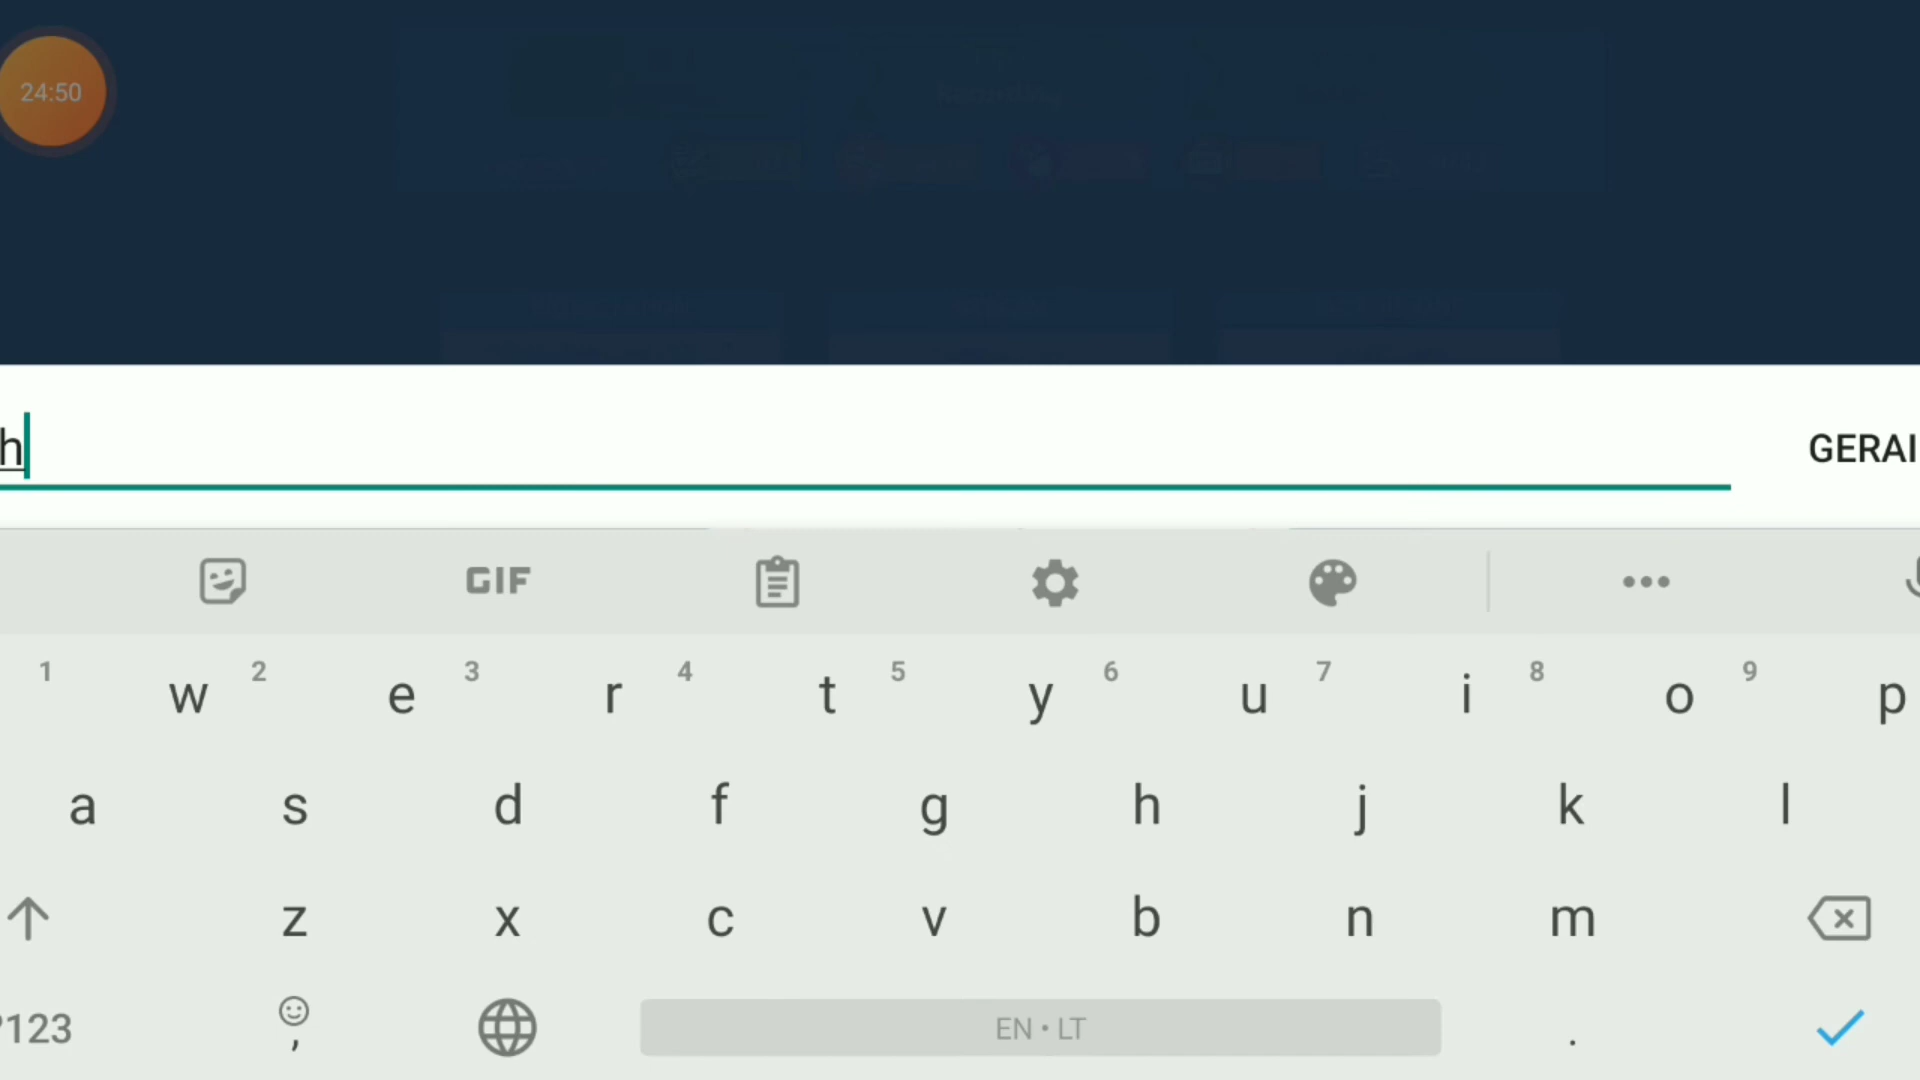 24:50
h
GERAI
GIF
1 2 3 4 5 6 7 8 9
w e r t y u i o p
a s d f g h j k l
z x c v b n m
?123 , EN • LT .